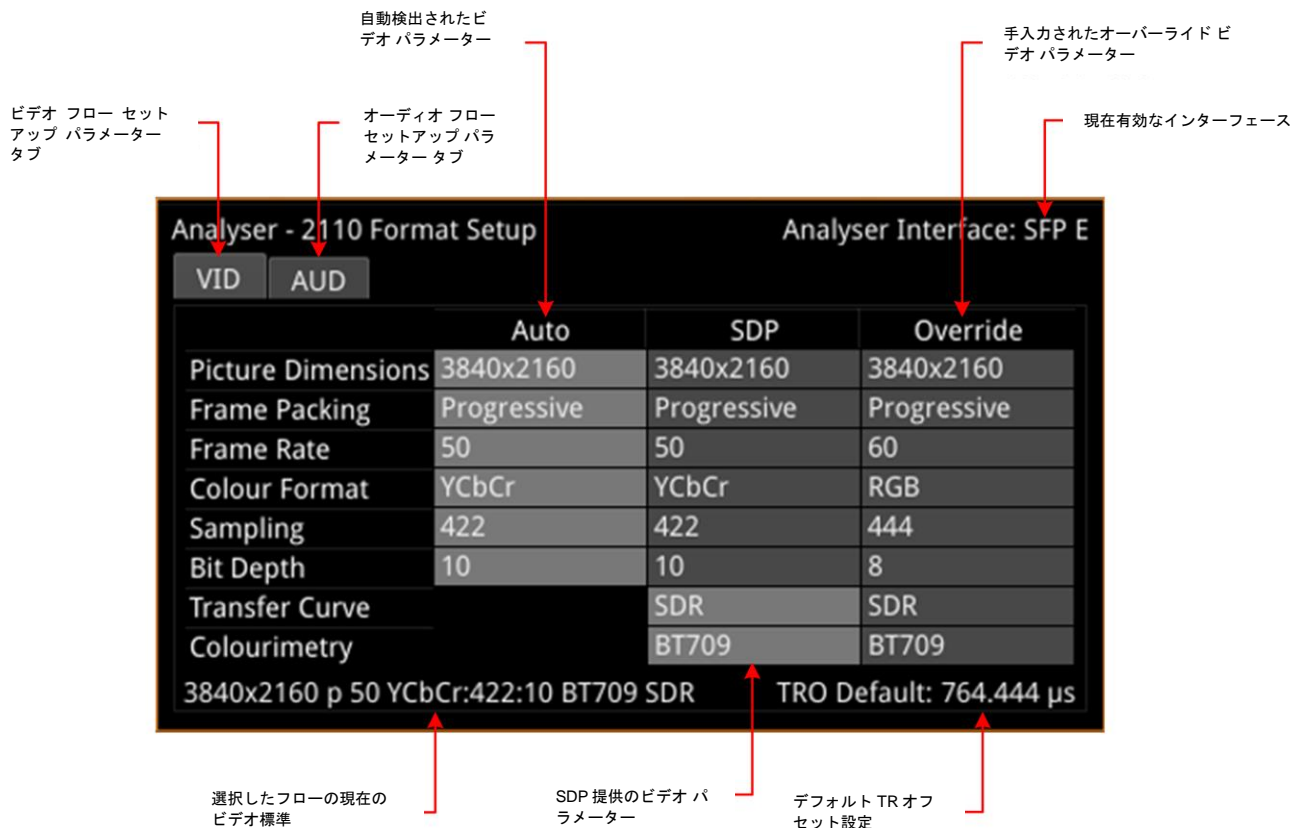 自動検出されたビ
デオ パラメーター
手入力されたオーバーライド ビ
デオ パラメーター
ビデオ フロー セット
アップ パラメーター
タブ
オーディオ フロー
セットアップ パラ
メーター タブ
現在有効なインターフェース
Analyser - 2110 Format Setup Analyser Interface: SFP E
VID AUD
Auto SDP Override
Picture Dimensions 3840x2160 3840x2160 3840x2160
Frame Packing Progressive Progressive Progressive
Frame Rate 50 50 60
Colour Format YCbCr YCbCr RGB
Sampling 422 422 444
Bit Depth 10 10 8
Transfer Curve SDR SDR
Colourimetry BT709 BT709
3840x2160 p 50 YCbCr:422:10 BT709 SDR TRO Default: 764.444 µs
選択したフローの現在の
ビデオ標準
SDP 提供のビデオ パ
ラメーター
デフォルト TR オフ
セット設定